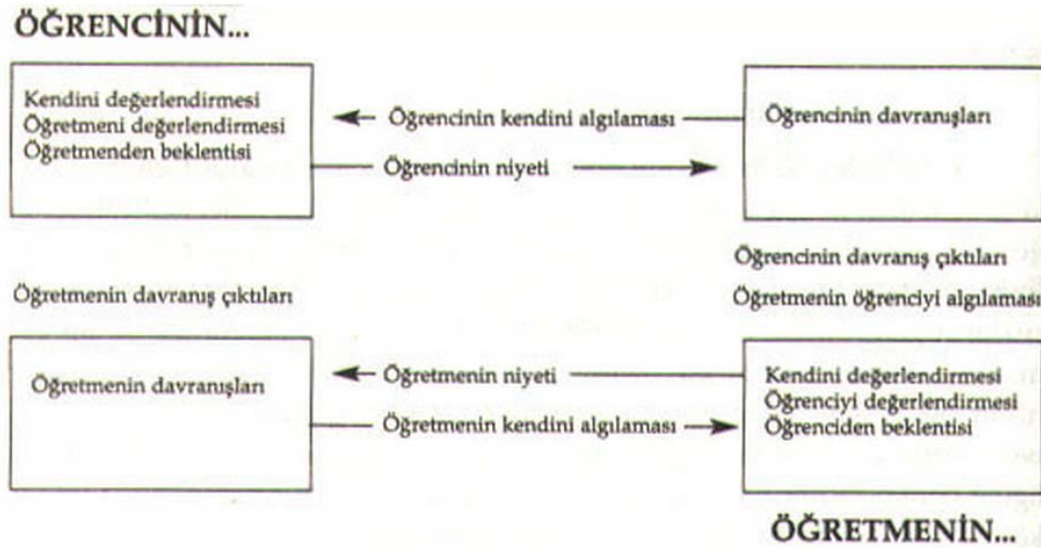 ÖĞRENCİNİN...
Kendini değerlendirmesi
Öğretmeni değerlendirmesi
Öğretmenden beklentisi
Öğrencinin kendini algılaması
Öğrencinin niyeti
Öğrencinin davranışları
Öğrencinin davranış çıktıları
Öğretmenin davranış çıktıları
Öğretmenin öğrenciyi algılaması
Öğretmenin davranışları
Öğretmenin niyeti
Öğretmenin kendini algılaması
Kendini değerlendirmesi
Öğrenciyi değerlendirmesi
Öğrenciden beklentisi
ÖĞRETMENİN...